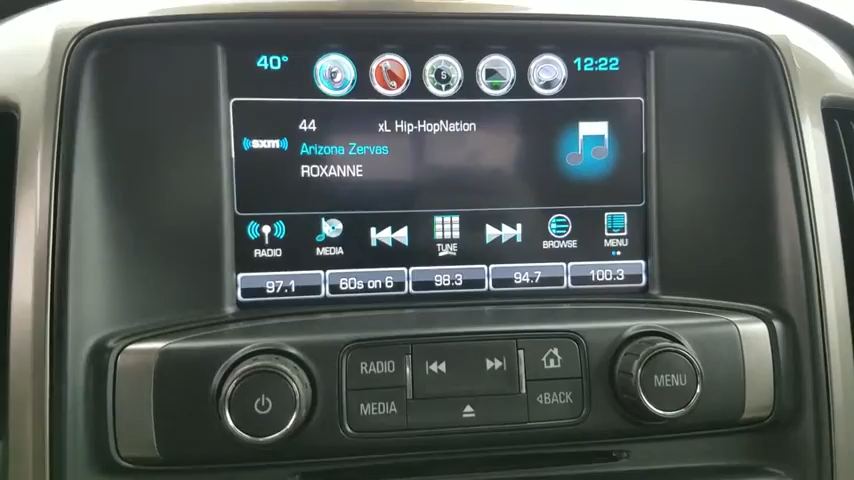 40° 12:22
44 xL Hip-HopNation
((sxm)) Arizona Zervas
ROXANNE
RADIO MEDIA TUNE BROWSE MENU
97.1 60s on 6 98.3 94.7 100.3
RADIO
MEDIA BACK
MENU